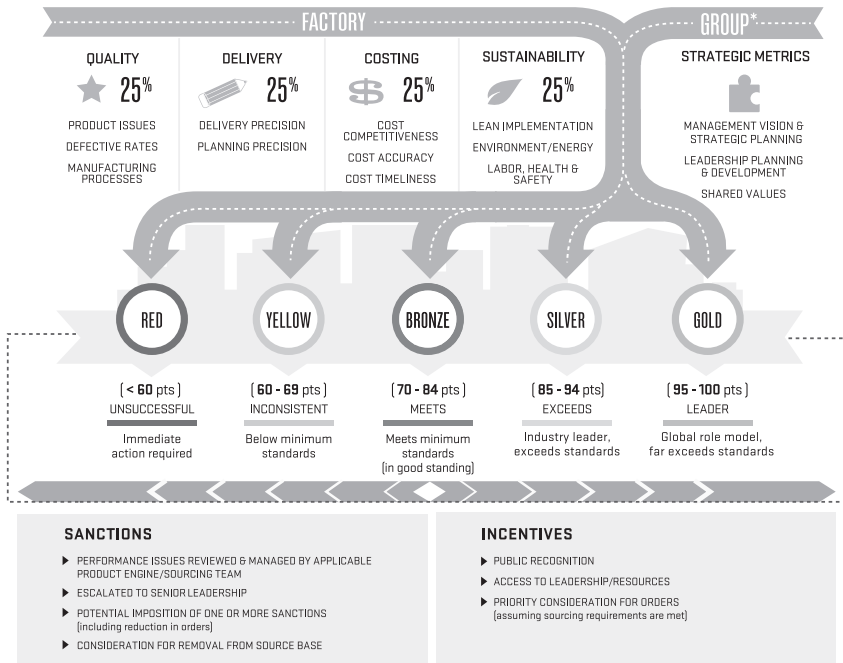 FACTORY
GROUP*
QUALITY
25%
PRODUCT ISSUES
DEFECTIVE RATES
MANUFACTURING
PROCESSES
DELIVERY
25%
DELIVERY PRECISION
PLANNING PRECISION
COSTING
$
25%
COST
COMPETITIVENESS
COST ACCURACY
COST TIMELINESS
SUSTAINABILITY
25%
LEAN IMPLEMENTATION
ENVIRONMENT/ENERGY
LABOR, HEALTH &
SAFETY
STRATEGIC METRICS
MANAGEMENT VISION &
STRATEGIC PLANNING
LEADERSHIP PLANNING
& DEVELOPMENT
SHARED VALUES
RED
(< 60 pts)
UNSUCCESSFUL
Immediate
action required
YELLOW
(60 - 69 pts)
INCONSISTENT
Below minimum
standards
BRONZE
(70 - 84 pts)
MEETS
Meets minimum
standards
(in good standing)
SILVER
(85 - 94 pts)
EXCEEDS
Industry leader,
exceeds standards
GOLD
(95 - 100 pts)
LEADER
Global role model,
far exceeds standards
SANCTIONS
PERFORMANCE ISSUES REVIEWED & MANAGED BY APPLICABLE
PRODUCT ENGINE/SOURCING TEAM
ESCALATED TO SENIOR LEADERSHIP
POTENTIAL IMPOSITION OF ONE OR MORE SANCTIONS
(including reduction in orders)
CONSIDERATION FOR REMOVAL FROM SOURCE BASE
INCENTIVES
PUBLIC RECOGNITION
ACCESS TO LEADERSHIP/RESOURCES
PRIORITY CONSIDERATION FOR ORDERS
(assuming sourcing requirements are met)